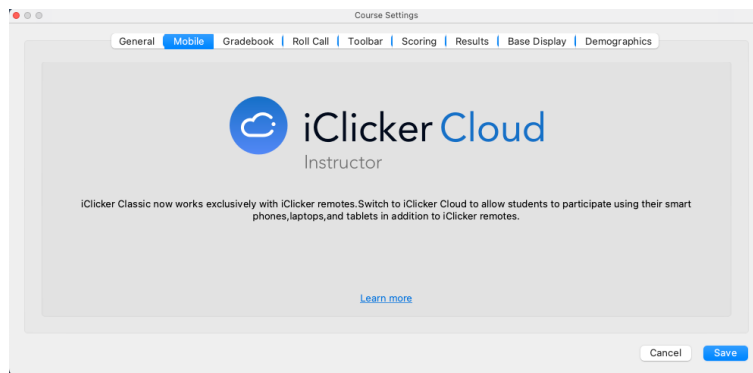 Course Settings
General Mobile Gradebook Roll Call Toolbar Scoring Results Base Display Demographics
iClicker Cloud
Instructor
iClicker Classic now works exclusively with iClicker remotes.Switch to iClicker Cloud to allow students to participate using their smart
phones,laptops,and tablets in addition to iClicker remotes.
Learn more
Cancel Save